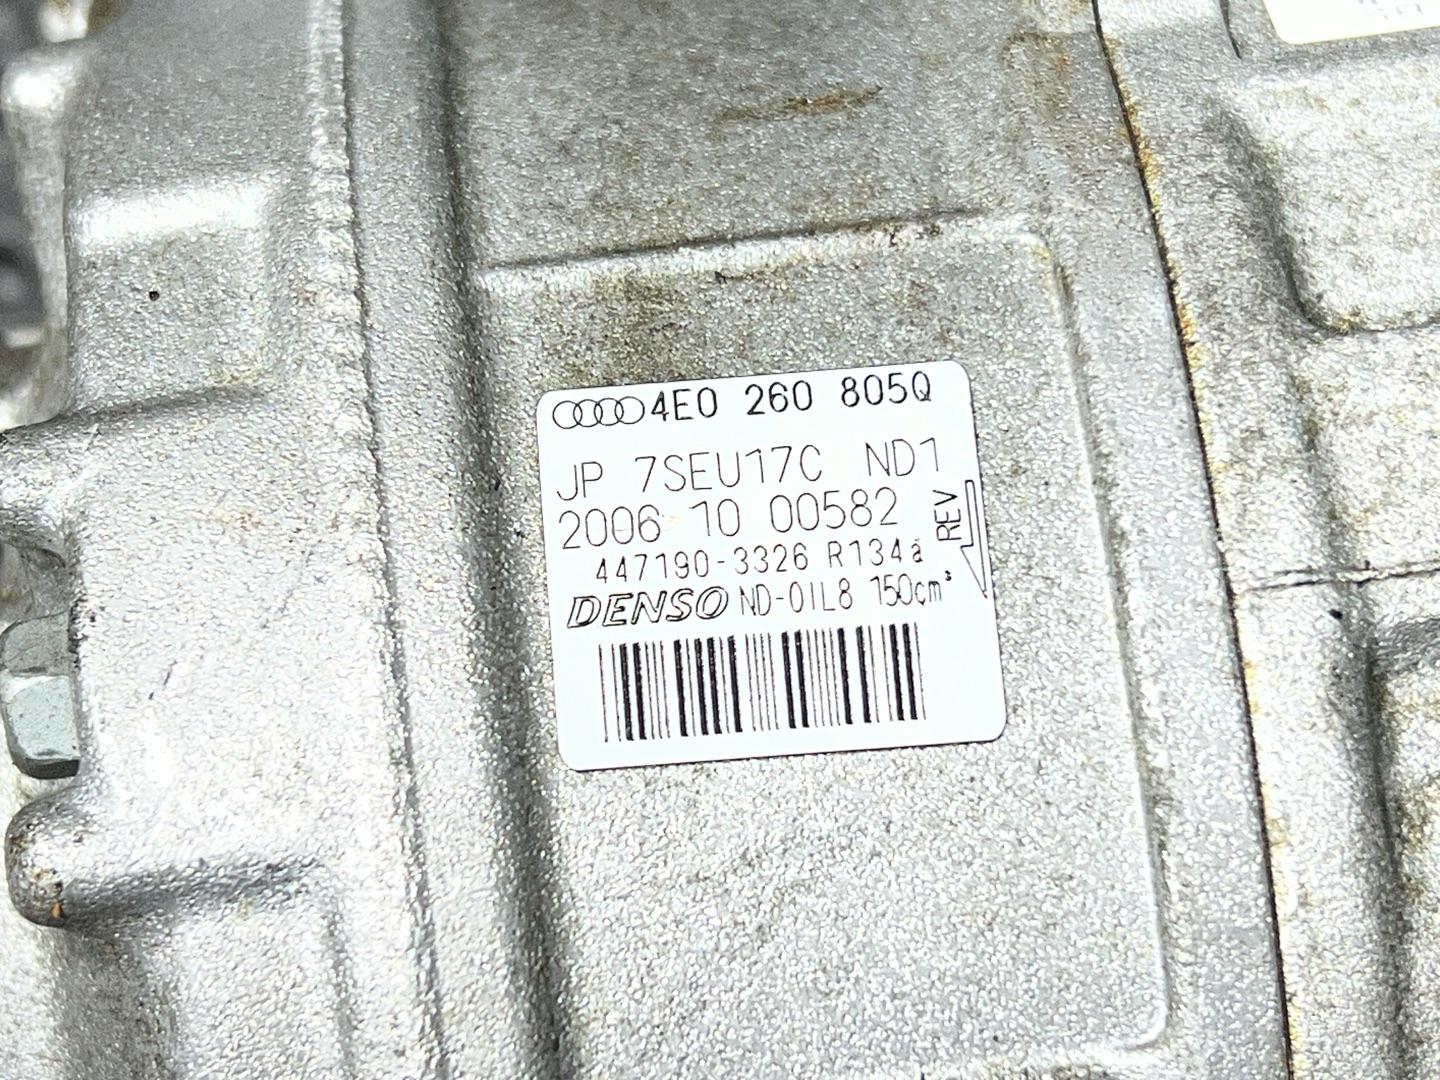 4E0 260 805Q
JP 7SEU17C ND1
2006 10 00582
447190-3326 R134a
DENSO ND-OIL8 150cm³
REV